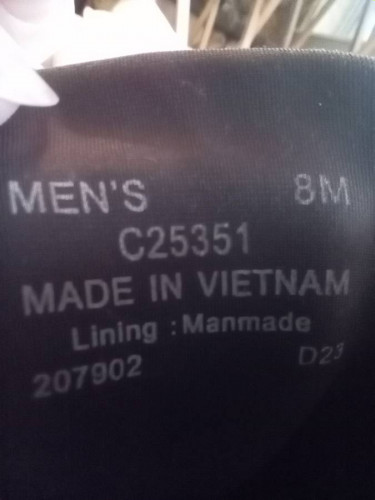 MEN'S 8M
C25351
MADE IN VIETNAM
Lining : Manmade
207902 D23